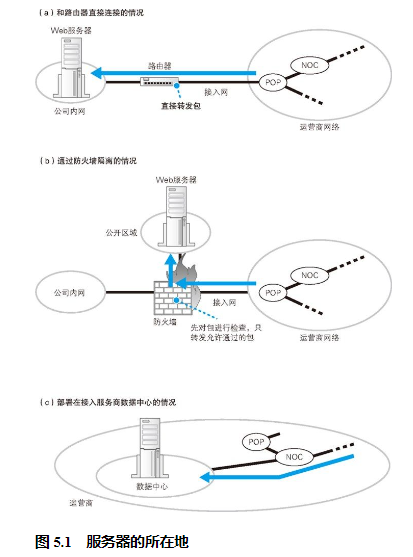 （a）和路由器直接连接的情况
Web服务器
路由器
NOC
接入网
POP
直接转发包
公司内网
运营商网络
（b）通过防火墙隔离的情况
Web服务器
公开区域
NOC
公司内网
POP
接入网
防火墙
先对包进行检查，只
转发允许通过的包
运营商网络
（c）部署在接入服务商数据中心的情况
POP
NOC
数据中心
运营商
图 5.1 服务器的所在地